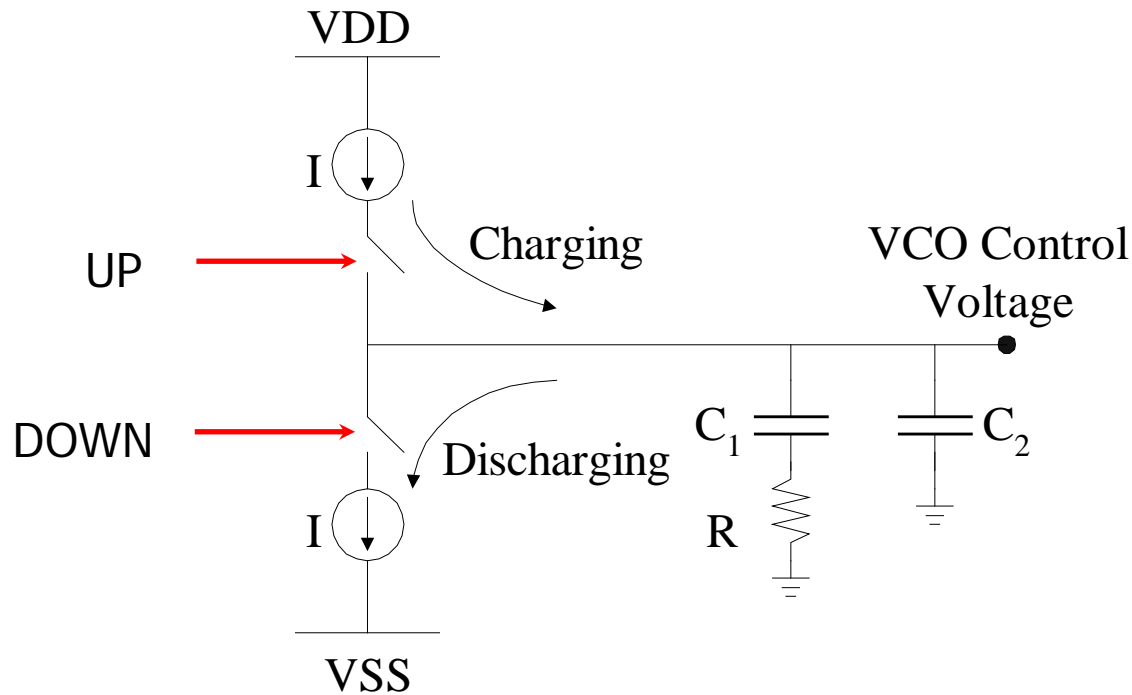 VDD
I
Charging
UP
VCO Control
Voltage
DOWN
Discharging
C1
C2
R
I
VSS